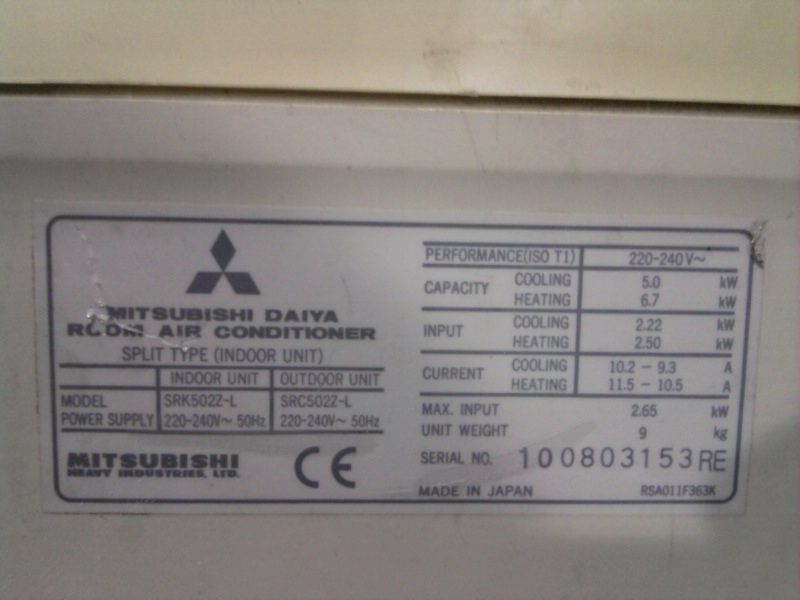 MITSUBISHI DAIYA
ROOM AIR CONDITIONER
SPLIT TYPE (INDOOR UNIT)
INDOOR UNIT OUTDOOR UNIT
MODEL SRK502Z-L SRC502Z-L
POWER SUPPLY 220-240V~ 50Hz 220-240V~ 50Hz
MITSUBISHI
HEAVY INDUSTRIES, LTD.
CE
PERFORMANCE(ISO T1) 220-240V~
CAPACITY COOLING 5.0 kW
HEATING 6.7 kW
INPUT COOLING 2.22 kW
HEATING 2.50 kW
CURRENT COOLING 10.2 - 9.3 A
HEATING 11.5 - 10.5 A
MAX. INPUT 2.65 kW
UNIT WEIGHT 9 kg
SERIAL NO. 100803153RE
MADE IN JAPAN RSA011F363K